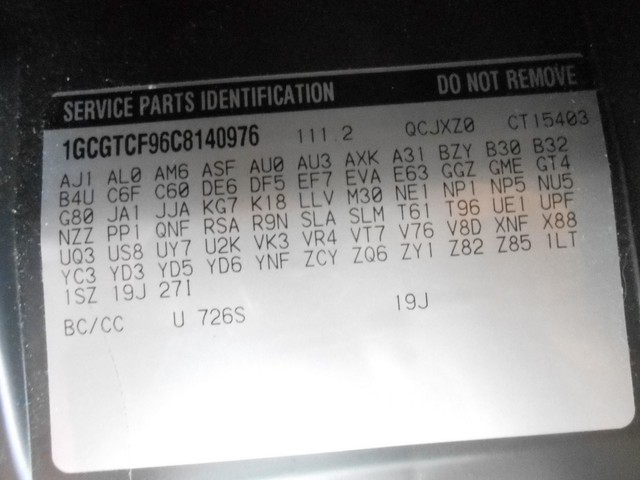 SERVICE PARTS IDENTIFICATION DO NOT REMOVE
1GCGTCF96C8140976 111.2 QCJXZ0 CT15403
AJ1 AL0 AM6 ASF AU0 AU3 AXK A31 BZY B30 B32
B4U C6F C60 DE6 DF5 EF7 EVA E63 GGZ GME GT4
G80 JA1 JJA KG7 K18 LLV M30 NE1 NP1 NP5 NU5
NZZ PP1 QNF RSA R9N SLA SLM T61 T96 UE1 UPF
UQ3 US8 UY7 U2K VK3 VR4 VT7 V76 V8D XNF X88
YC3 YD3 YD5 YD6 YNF ZCY ZQ6 ZY1 Z82 Z85 1LT
1SZ 19J 27I
BC/CC U 726S 19J